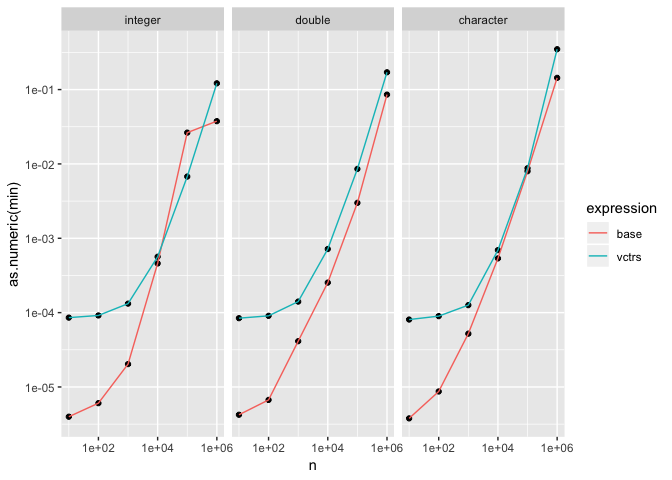 integer double character
1e-01
1e-02
1e-03
1e-04
1e-05
as.numeric(min)
1e+02 1e+04 1e+06 1e+02 1e+04 1e+06 1e+02 1e+04 1e+06
n
expression
base
vctrs